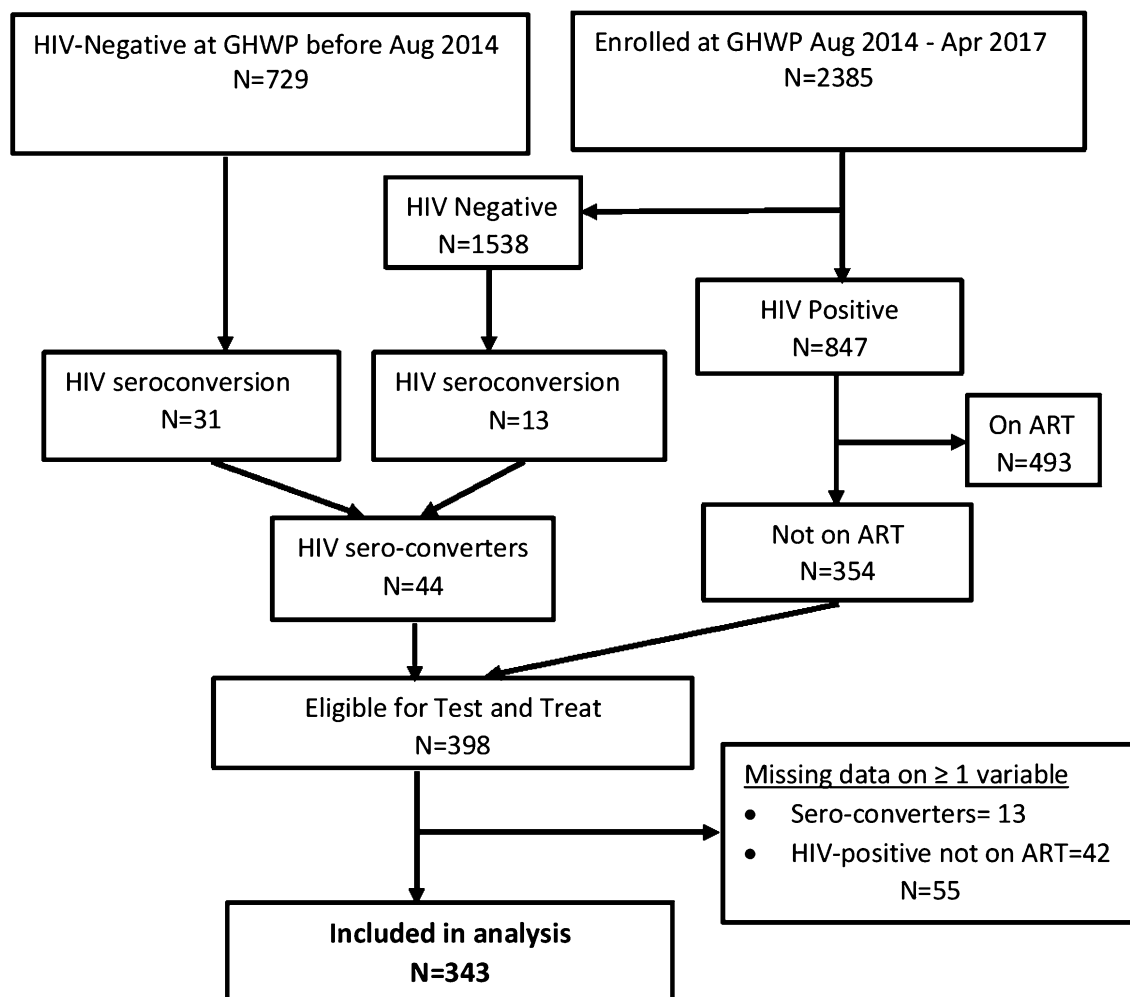 HIV-Negative at GHWP before Aug 2014
N=729
Enrolled at GHWP Aug 2014 - Apr 2017
N=2385
HIV Negative
N=1538
HIV Positive
N=847
HIV seroconversion
N=31
HIV seroconversion
N=13
On ART
N=493
HIV sero-converters
N=44
Not on ART
N=354
Eligible for Test and Treat
N=398
Missing data on ≥ 1 variable
• Sero-converters= 13
• HIV-positive not on ART=42
N=55
Included in analysis
N=343